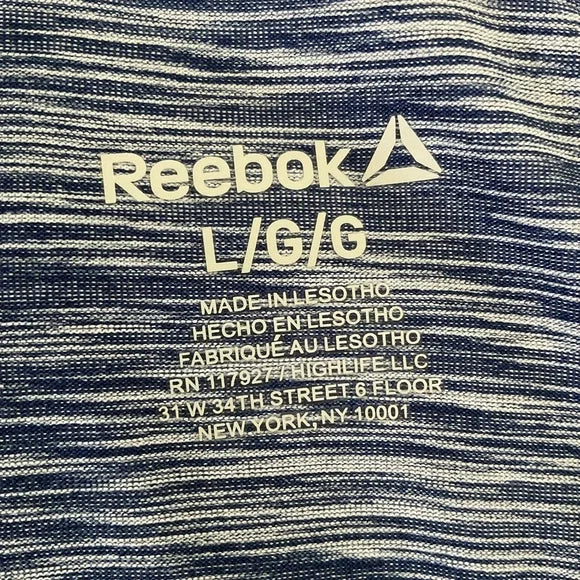 Reebok
L/G/G
MADE IN LESOTHO
HECHO EN LESOTHO
FABRIQUÉ AU LESOTHO
RN 117927 / HIGHLIFE LLC
31 W 34TH STREET 6 FLOOR
NEW YORK, NY 10001